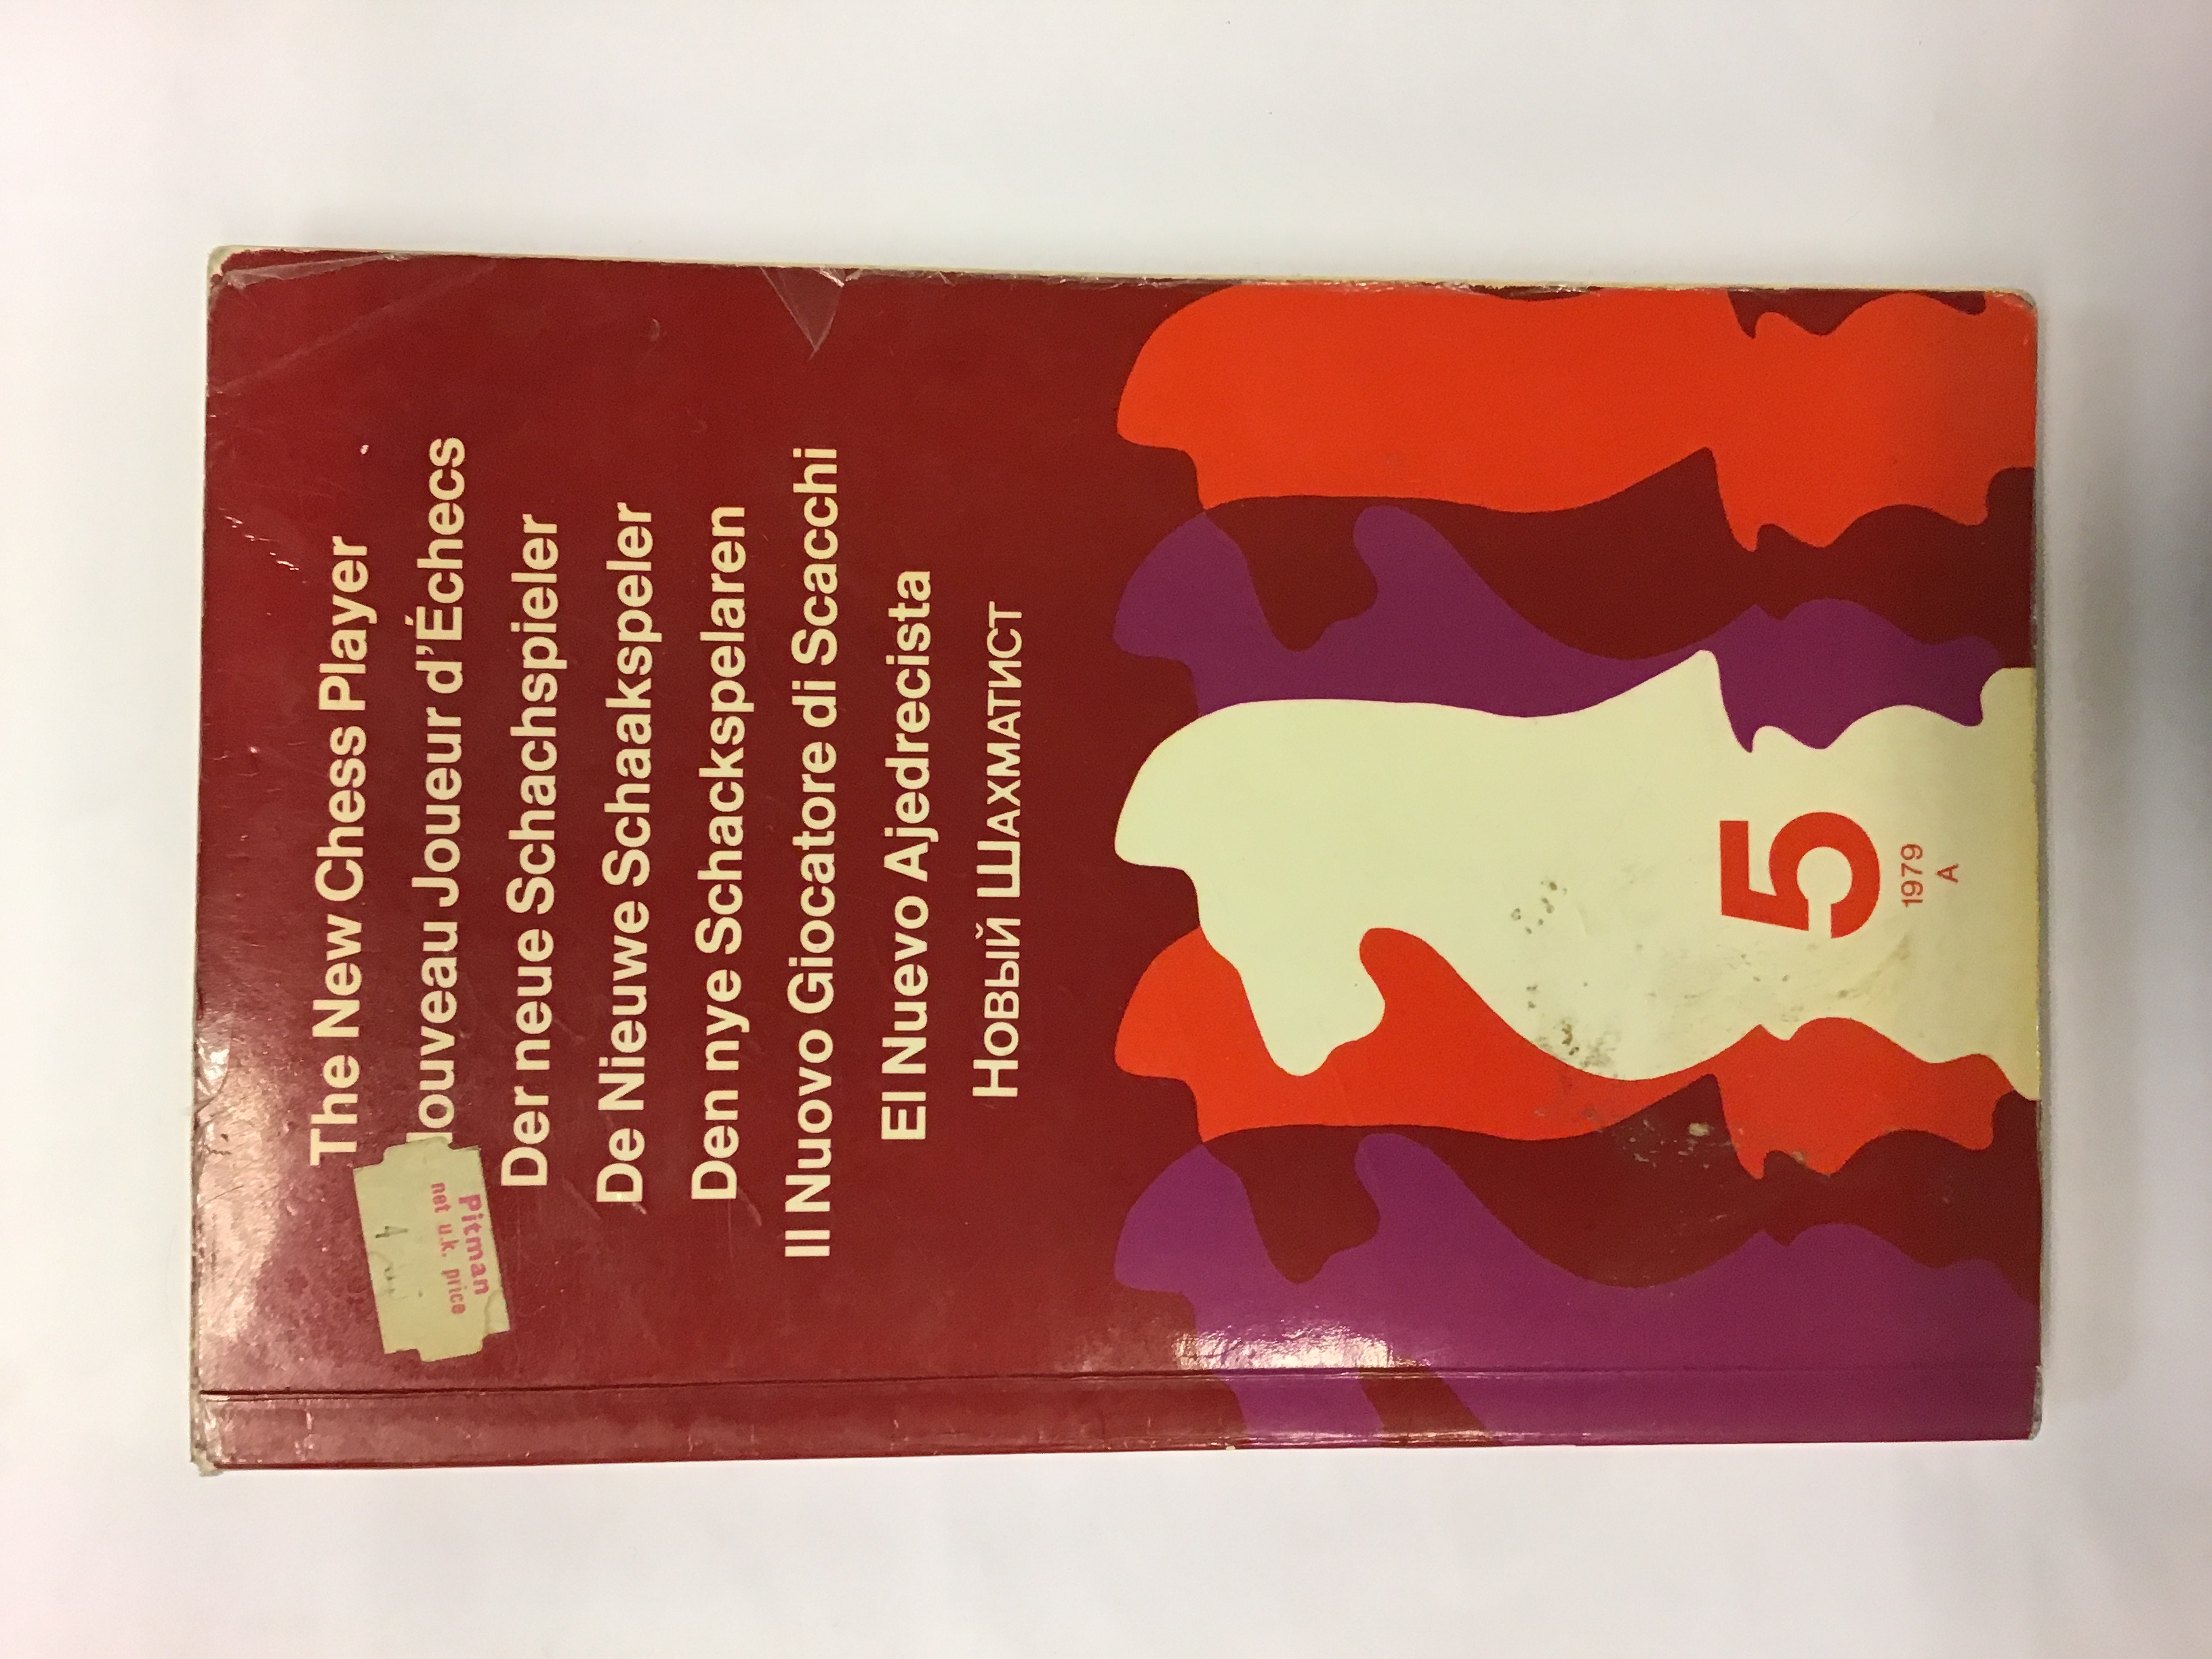 The New Chess Player
Nouveau Joueur d'Échecs
Der neue Schachspieler
De Nieuwe Schaakspeler
Den nye Schackspelaren
Il Nuovo Giocatore di Scacchi
El Nuevo Ajedrecista
Новый Шахматист
Pitman
net u.k. price
5
1979
A